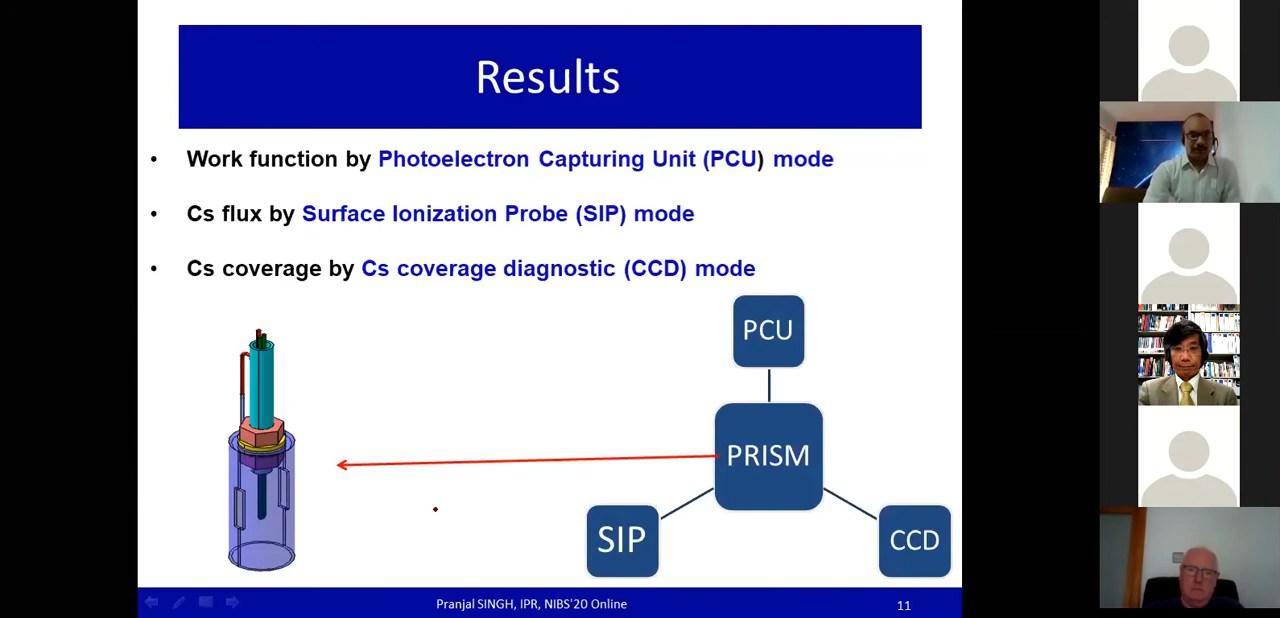 Results
• Work function by Photoelectron Capturing Unit (PCU) mode
• Cs flux by Surface Ionization Probe (SIP) mode
• Cs coverage by Cs coverage diagnostic (CCD) mode
PCU
PRISM
SIP
CCD
Pranjal SINGH, IPR, NIBS'20 Online
11